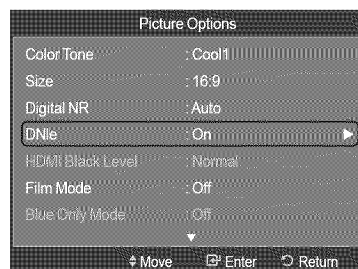 Picture Options
Color Tone : Cool1
Size : 16:9
Digital NR : Auto
DNIe : On
HDMI Black Level : Normal
Film Mode : Off
Blue Only Mode : Off
Move Enter Return